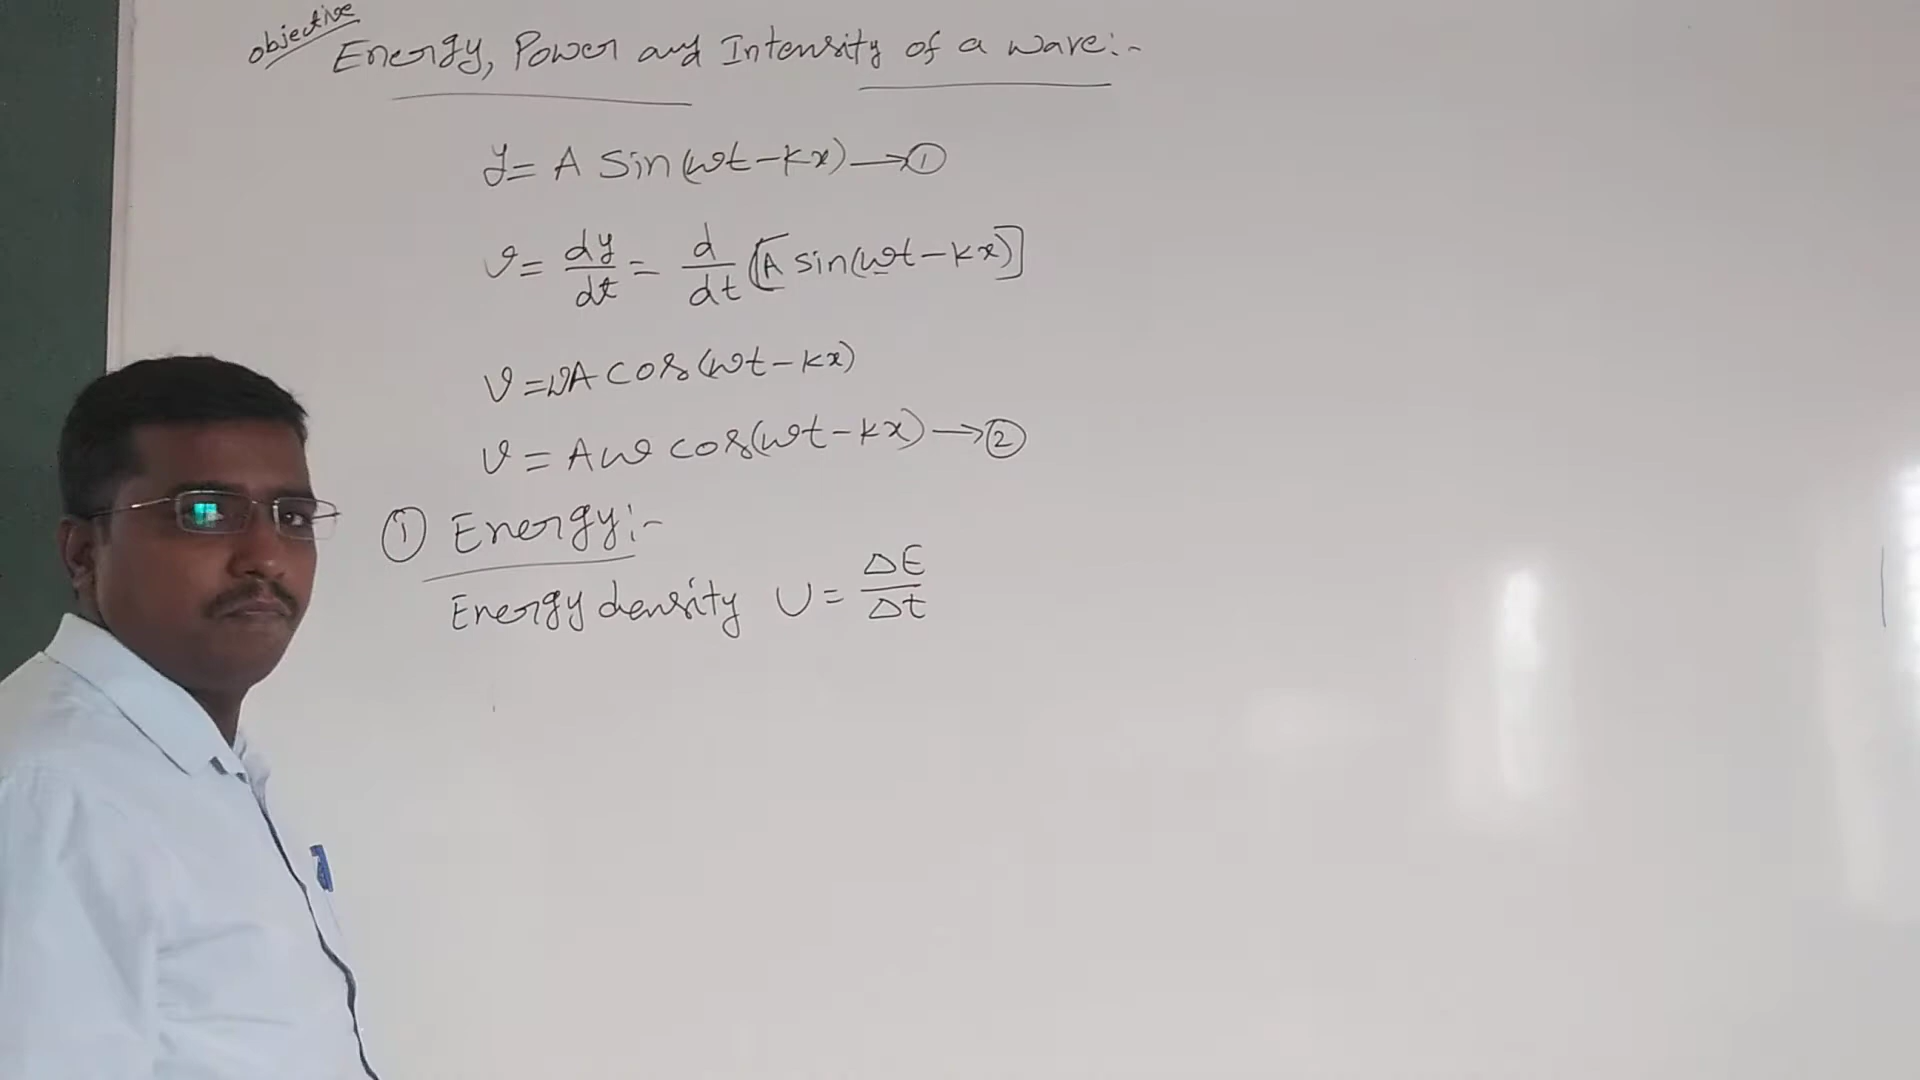 objective
Energy, Power and Intensity of a wave:-
y = A Sin(ωt-kx) → ①
v = dy/dt = d/dt [A sin(ωt-kx)]
v = ωA cos(ωt-kx)
v = Aω cos(ωt-kx) → ②
① Energy:-
Energy density U = ΔE/Δt